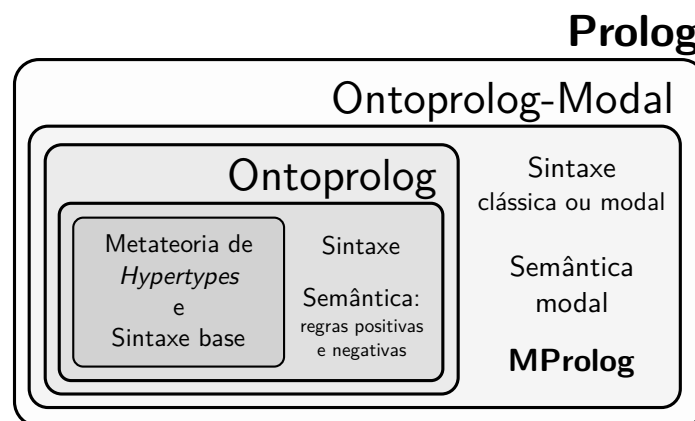 Prolog
Ontoprolog-Modal
Ontoprolog
Metateoria de
Hypertypes
e
Sintaxe base
Sintaxe
Semântica:
regras positivas
e negativas
Sintaxe
clássica ou modal
Semântica
modal
MProlog